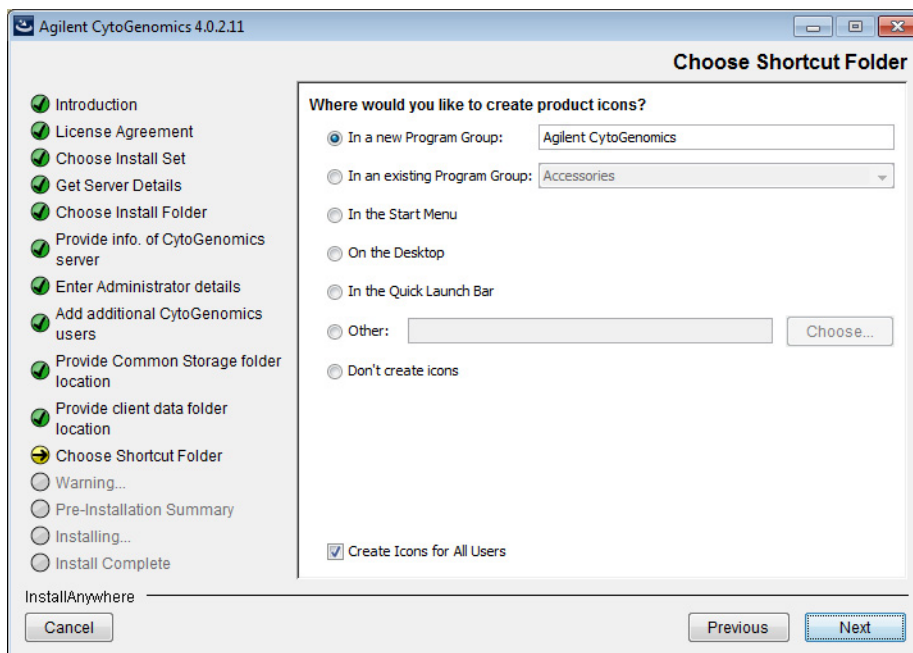 Agilent CytoGenomics 4.0.2.11
Choose Shortcut Folder
Introduction
License Agreement
Choose Install Set
Get Server Details
Choose Install Folder
Provide info. of CytoGenomics
server
Enter Administrator details
Add additional CytoGenomics
users
Provide Common Storage folder
location
Provide client data folder
location
Choose Shortcut Folder
Warning...
Pre-Installation Summary
Installing...
Install Complete
Where would you like to create product icons?
In a new Program Group: Agilent CytoGenomics
In an existing Program Group: Accessories
In the Start Menu
On the Desktop
In the Quick Launch Bar
Other: Choose...
Don't create icons
Create Icons for All Users
InstallAnywhere
Cancel Previous Next